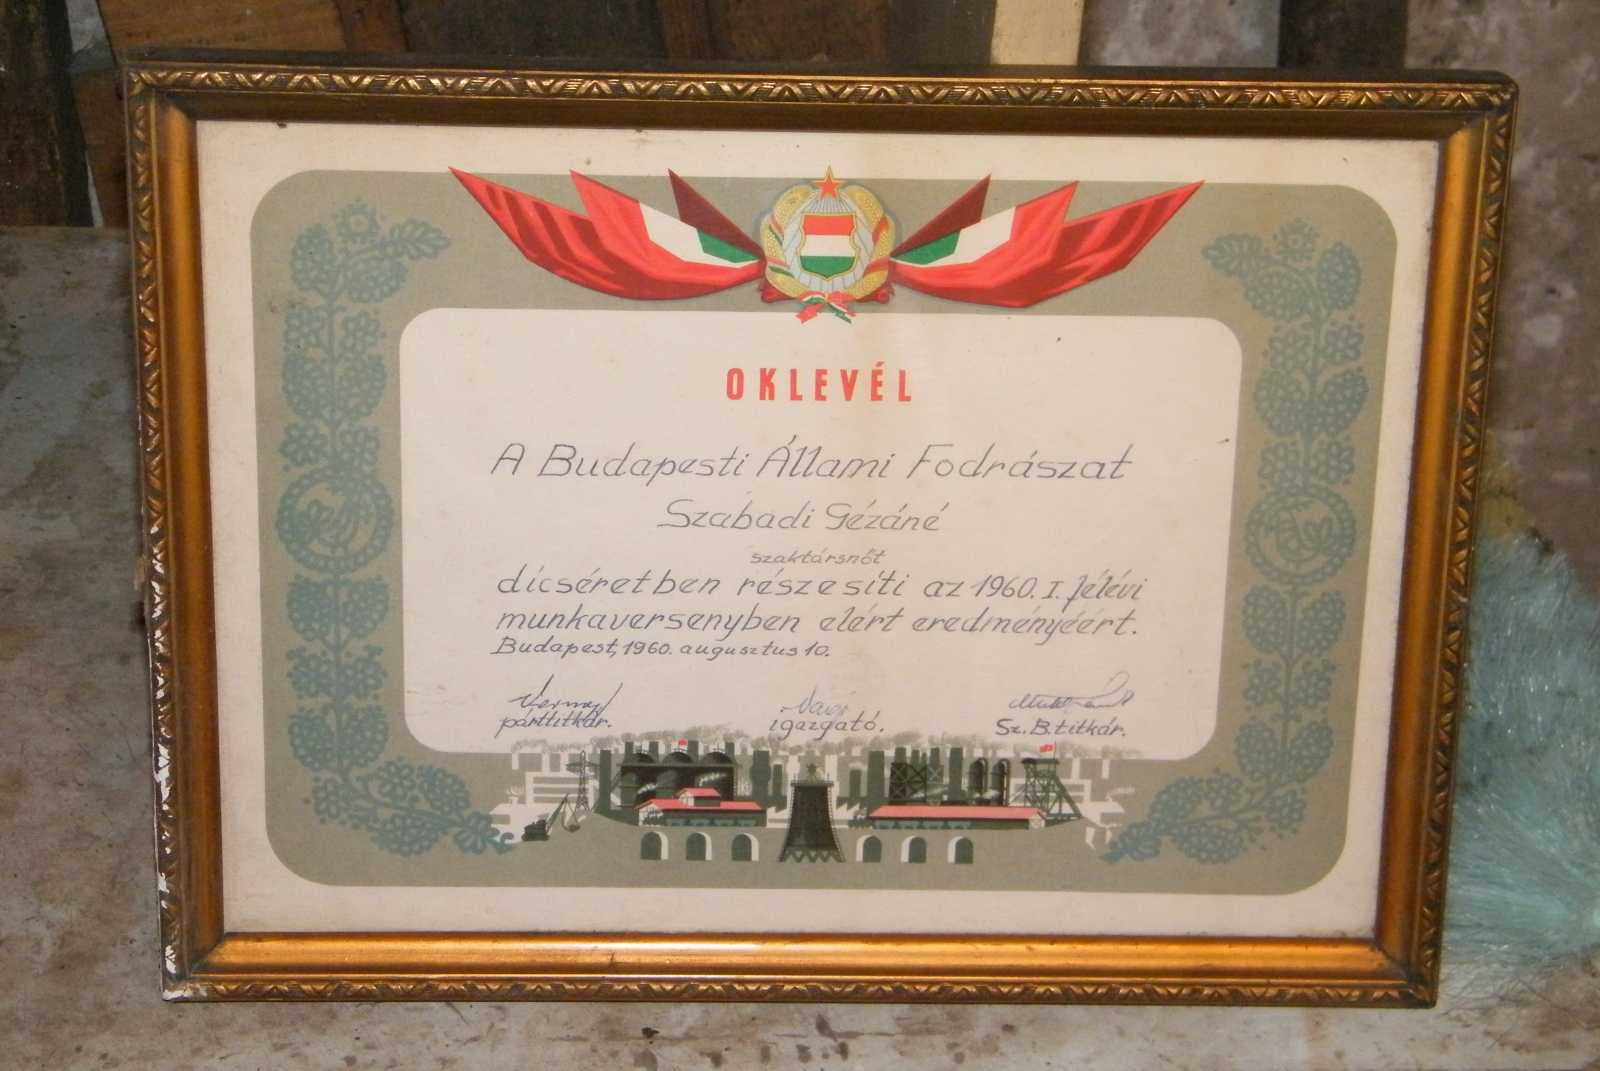 OKLEVÉL
A Budapesti Állami Fodrászat
Szabadi Gézáné
szaktársnőt
dícséretben részesíti az 1960. I. félévi
munkaversenyben elért eredményéért.
Budapest, 1960. augusztus 10.
párttitkár. igazgató. Sz. B. titkár.